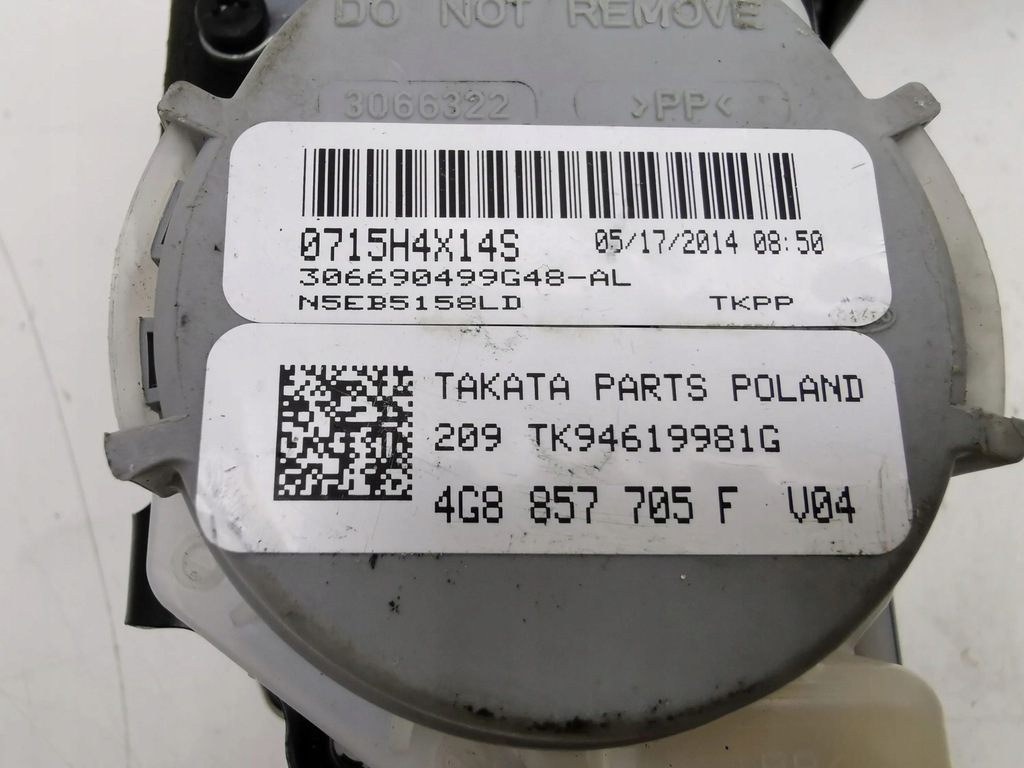 DO NOT REMOVE
3066322 >PP<
0715H4X14S 05/17/2014 08:50
306690499G48-AL
N5EB5158LD TKPP
TAKATA PARTS POLAND
209 TK94619981G
4G8 857 705 F V04